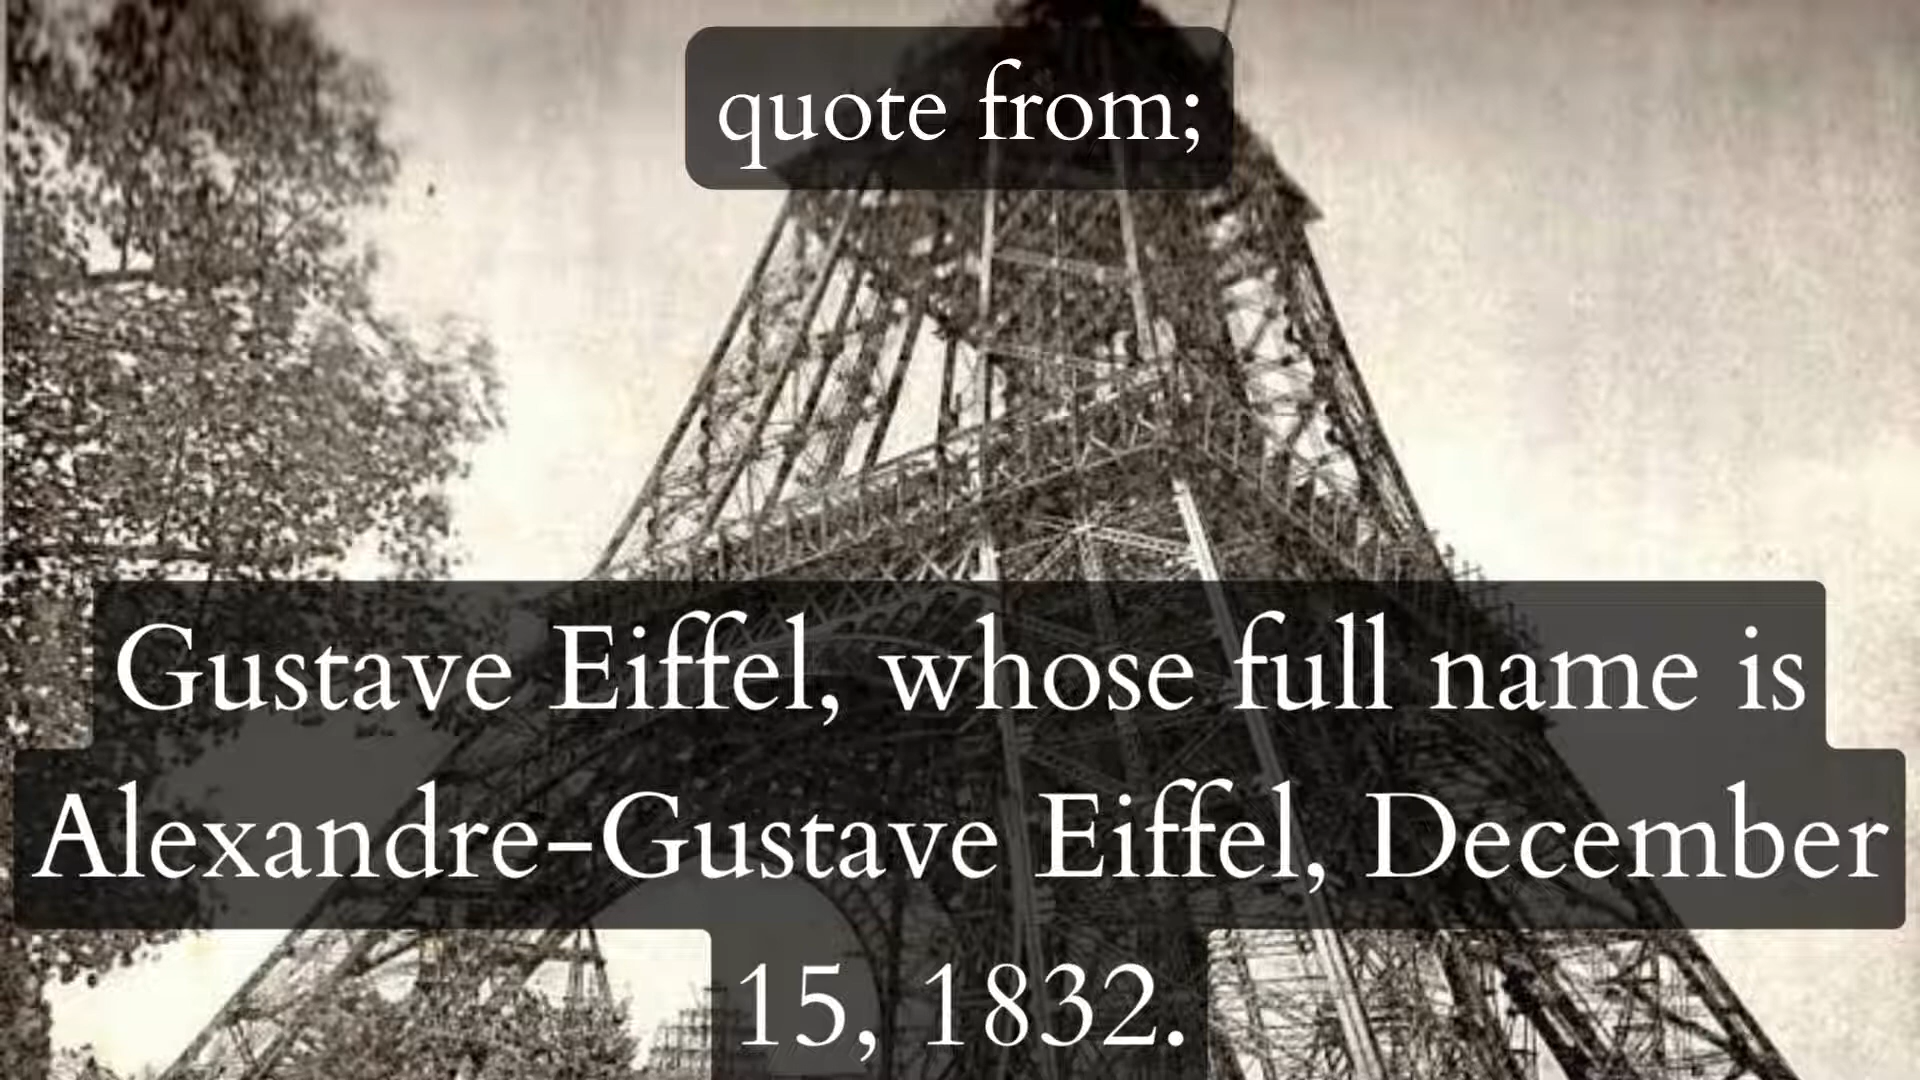 quote from;
Gustave Eiffel, whose full name is
Alexandre-Gustave Eiffel, December
15, 1832.